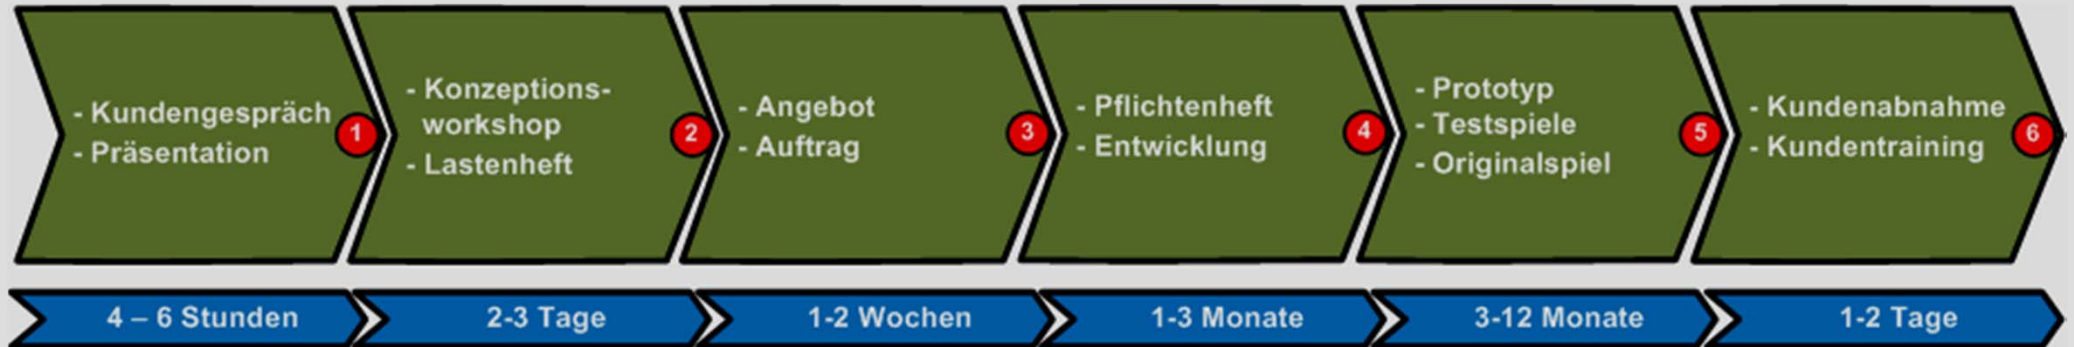 - Kundengespräch
- Präsentation
1
- Konzeptions-
workshop
- Lastenheft
2
- Angebot
- Auftrag
3
- Pflichtenheft
- Entwicklung
4
- Prototyp
- Testspiele
- Originalspiel
5
- Kundenabnahme
- Kundentraining
6
4 – 6 Stunden
2-3 Tage
1-2 Wochen
1-3 Monate
3-12 Monate
1-2 Tage